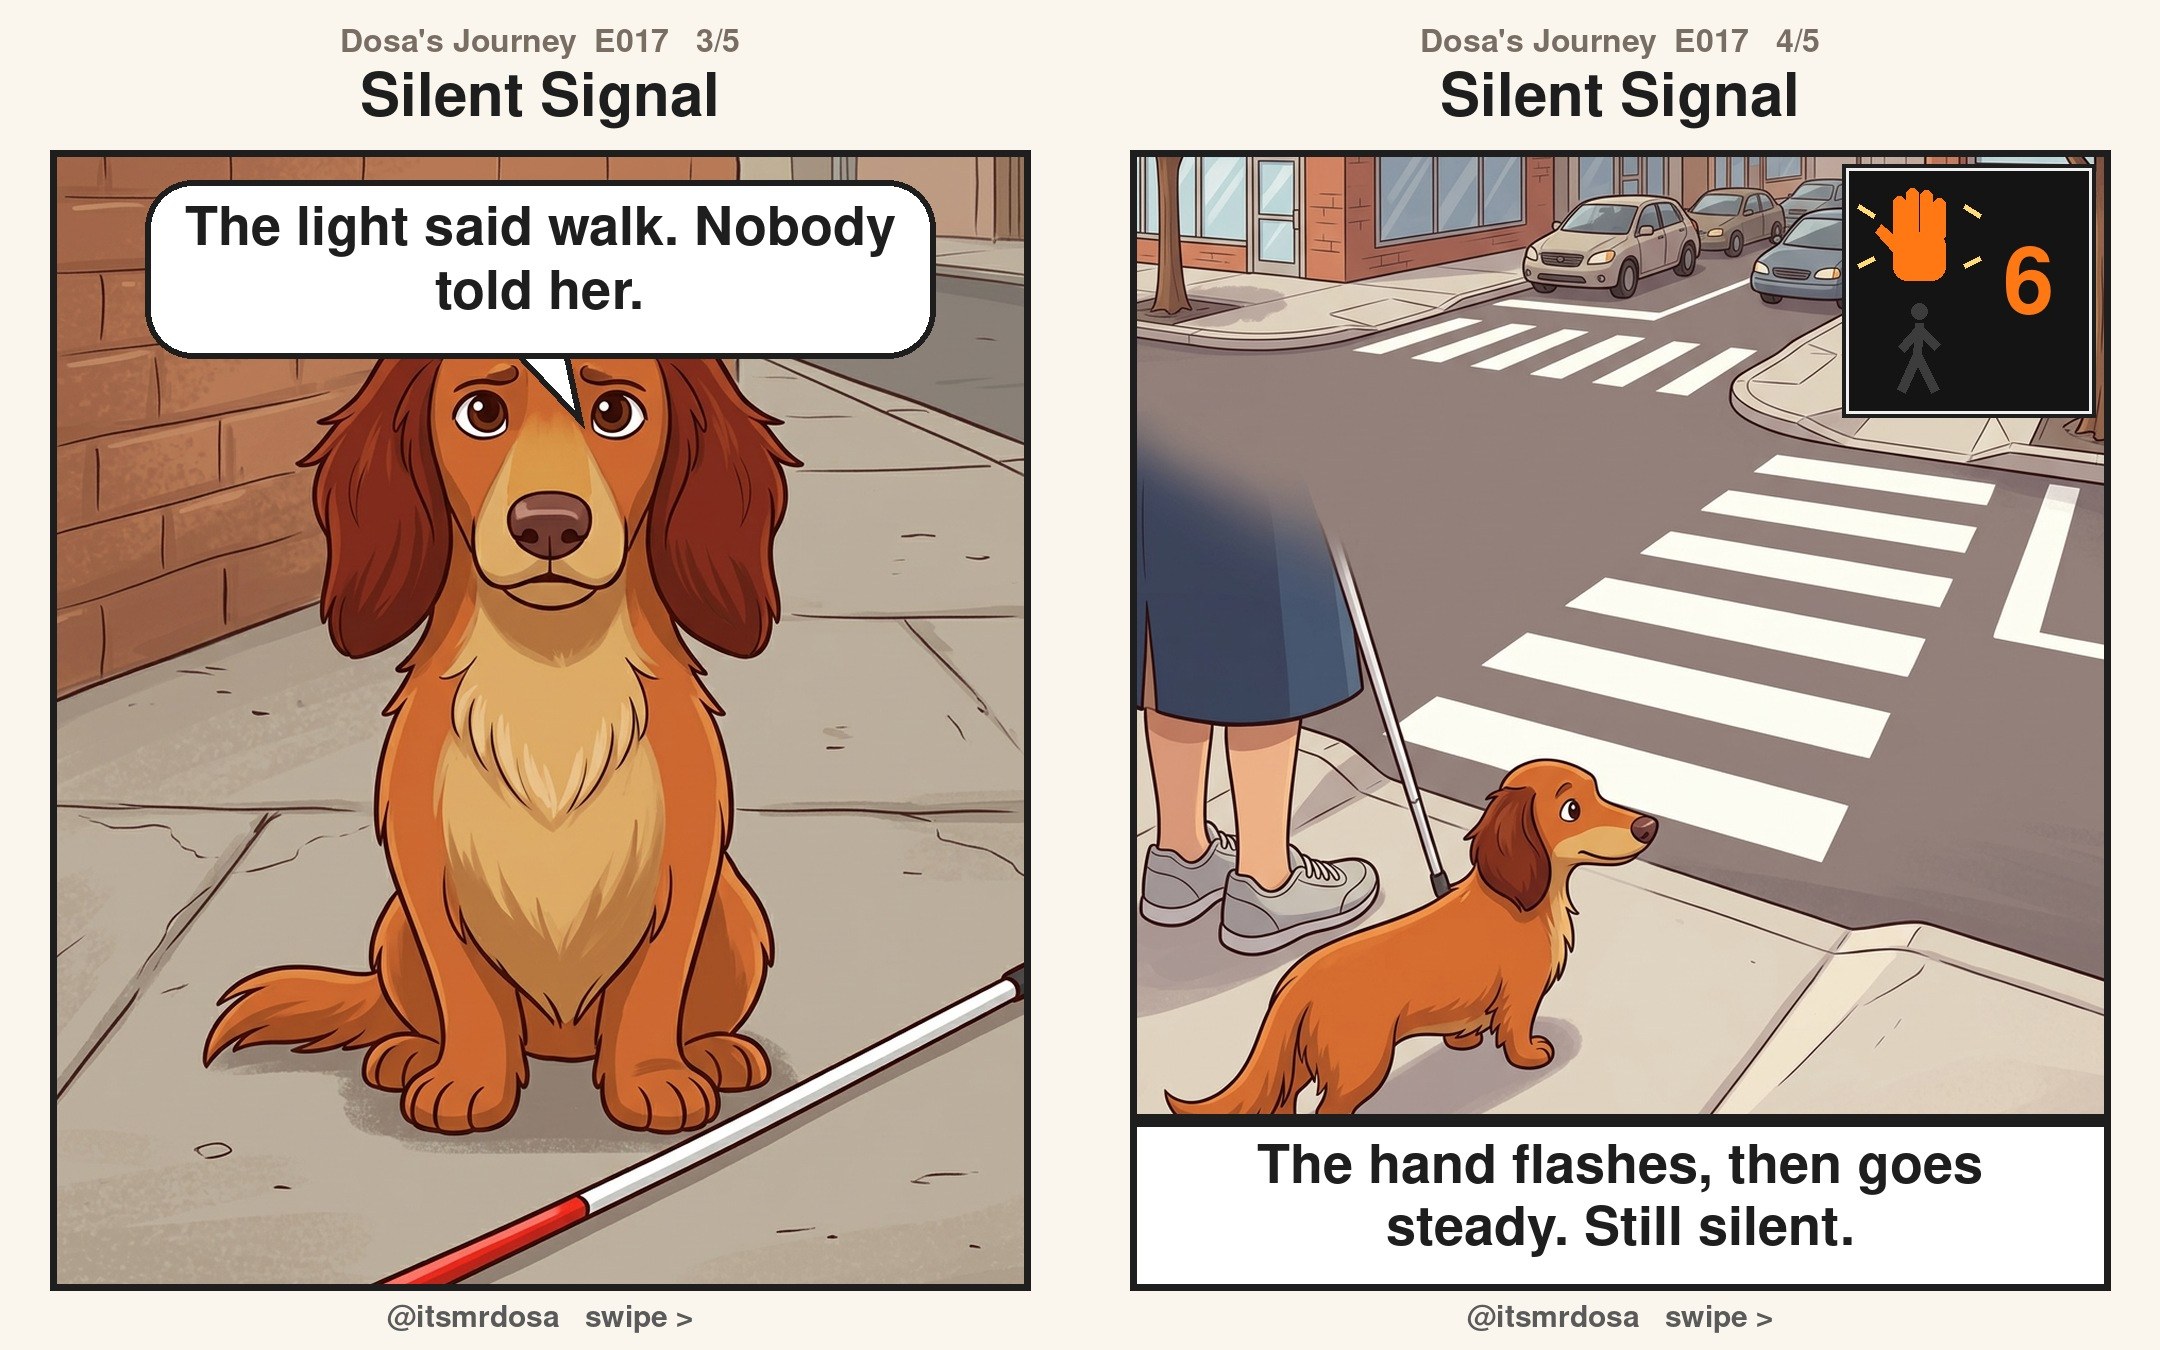 Dosa's Journey E017 3/5
Silent Signal
The light said walk. Nobody
told her.
@itsmrdosa swipe >
Dosa's Journey E017 4/5
Silent Signal
6
The hand flashes, then goes
steady. Still silent.
@itsmrdosa swipe >